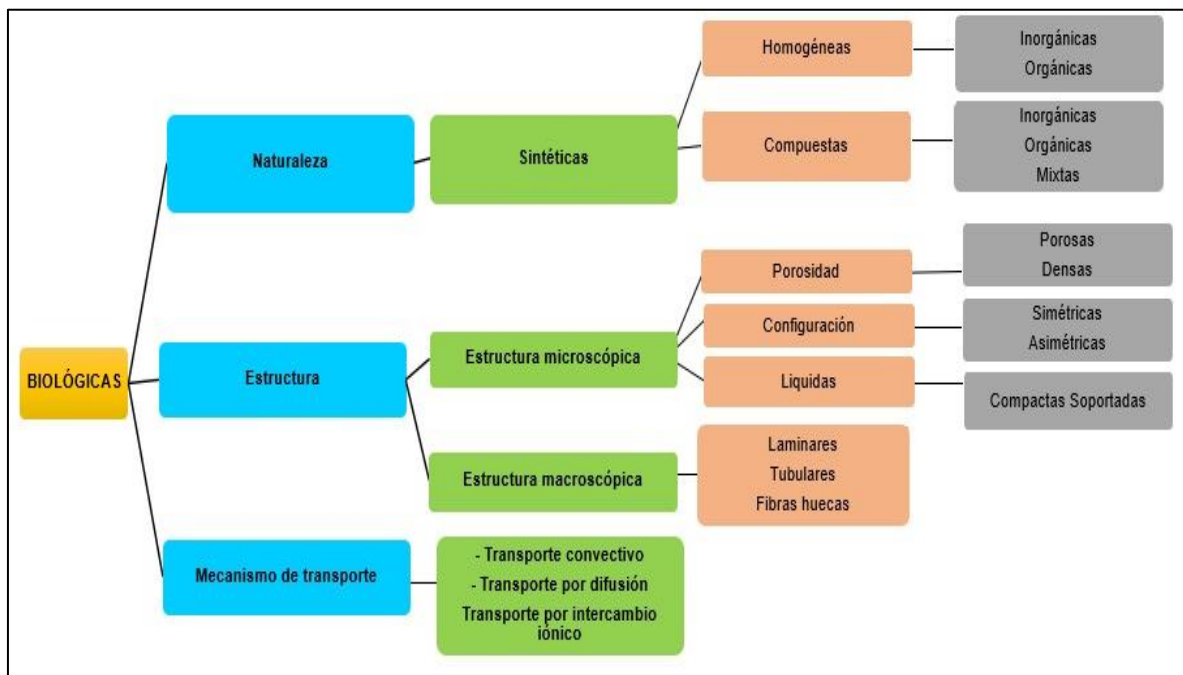 BIOLÓGICAS
Naturaleza
Sintéticas
Homogéneas
Inorgánicas
Orgánicas
Compuestas
Inorgánicas
Orgánicas
Mixtas
Estructura
Estructura microscópica
Porosidad
Porosas
Densas
Configuración
Simétricas
Asimétricas
Liquidas
Compactas Soportadas
Estructura macroscópica
Laminares
Tubulares
Fibras huecas
Mecanismo de transporte
- Transporte convectivo
- Transporte por difusión
Transporte por intercambio
iónico